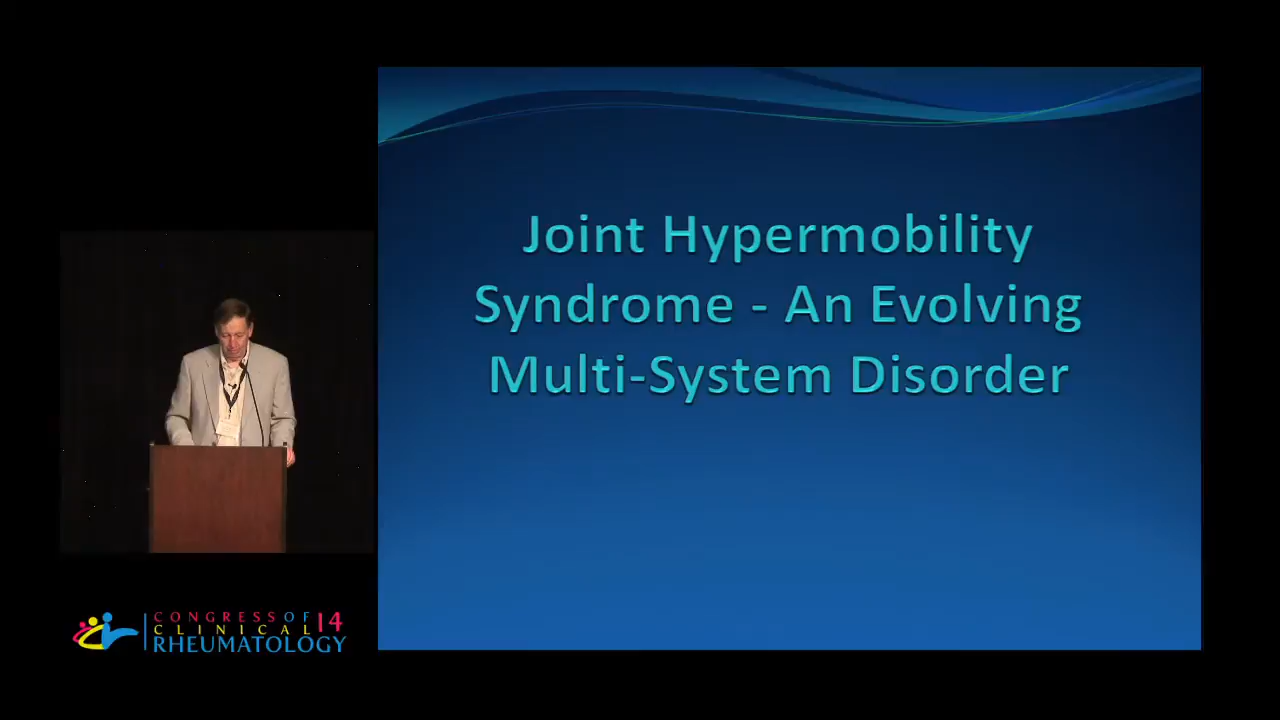 Joint Hypermobility
Syndrome - An Evolving
Multi-System Disorder
CONGRESS OF 14
CLINICAL
RHEUMATOLOGY